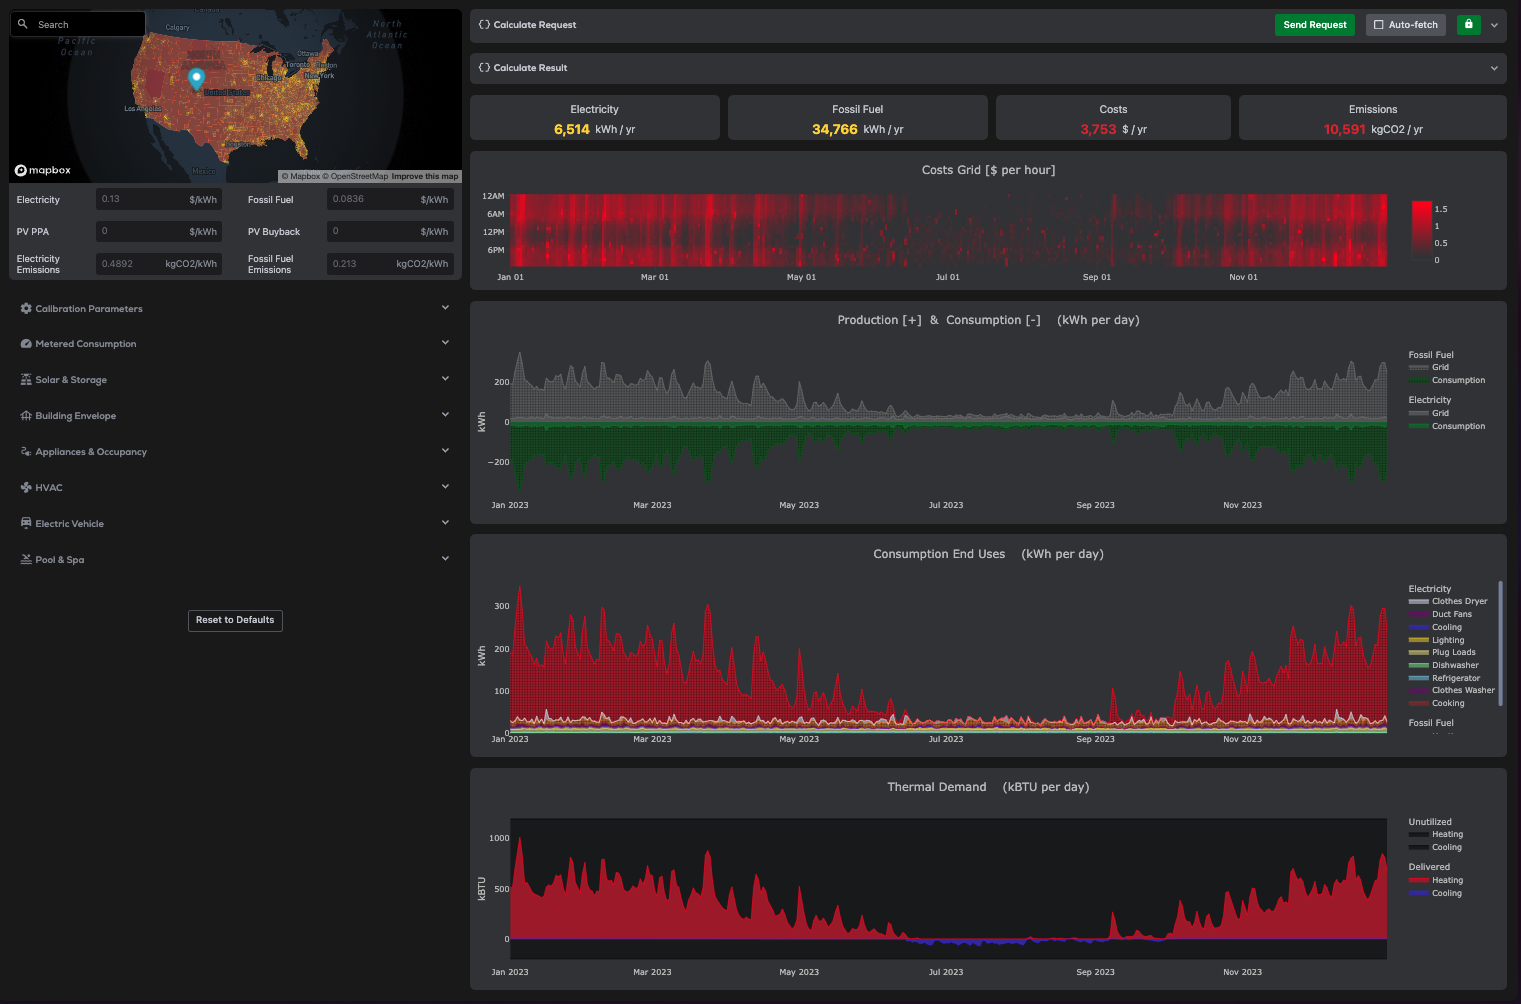 Search
Canada
Calgary
North
Atlantic
Ocean
Pacific
Ocean
Ottawa
Toronto
Boston
Chicago
New York
United States
Los Angeles
Houston
Mexico
mapbox
© Mapbox © OpenStreetMap Improve this map
Electricity 0.13 $/kWh Fossil Fuel 0.0836 $/kWh
PV PPA 0 $/kWh PV Buyback 0 $/kWh
Electricity Emissions 0.4892 kgCO2/kWh Fossil Fuel Emissions 0.213 kgCO2/kWh
Calibration Parameters
Metered Consumption
Solar & Storage
Building Envelope
Appliances & Occupancy
HVAC
Electric Vehicle
Pool & Spa
Reset to Defaults
{} Calculate Request Send Request Auto-fetch
{} Calculate Result
Electricity
6,514 kWh / yr
Fossil Fuel
34,766 kWh / yr
Costs
3,753 $ / yr
Emissions
10,591 kgCO2 / yr
Costs Grid [$ per hour]
12AM
6AM
12PM
6PM
Jan 01 Mar 01 May 01 Jul 01 Sep 01 Nov 01
1.5
1
0.5
0
Production [+] & Consumption [-] (kWh per day)
kWh
200
0
−200
Jan 2023 Mar 2023 May 2023 Jul 2023 Sep 2023 Nov 2023
Fossil Fuel
Grid
Consumption
Electricity
Grid
Consumption
Consumption End Uses (kWh per day)
kWh
300
200
100
0
Jan 2023 Mar 2023 May 2023 Jul 2023 Sep 2023 Nov 2023
Electricity
Clothes Dryer
Duct Fans
Cooling
Lighting
Plug Loads
Dishwasher
Refrigerator
Clothes Washer
Cooking
Fossil Fuel
Thermal Demand (kBTU per day)
kBTU
1000
500
0
Jan 2023 Mar 2023 May 2023 Jul 2023 Sep 2023 Nov 2023
Unutilized
Heating
Cooling
Delivered
Heating
Cooling